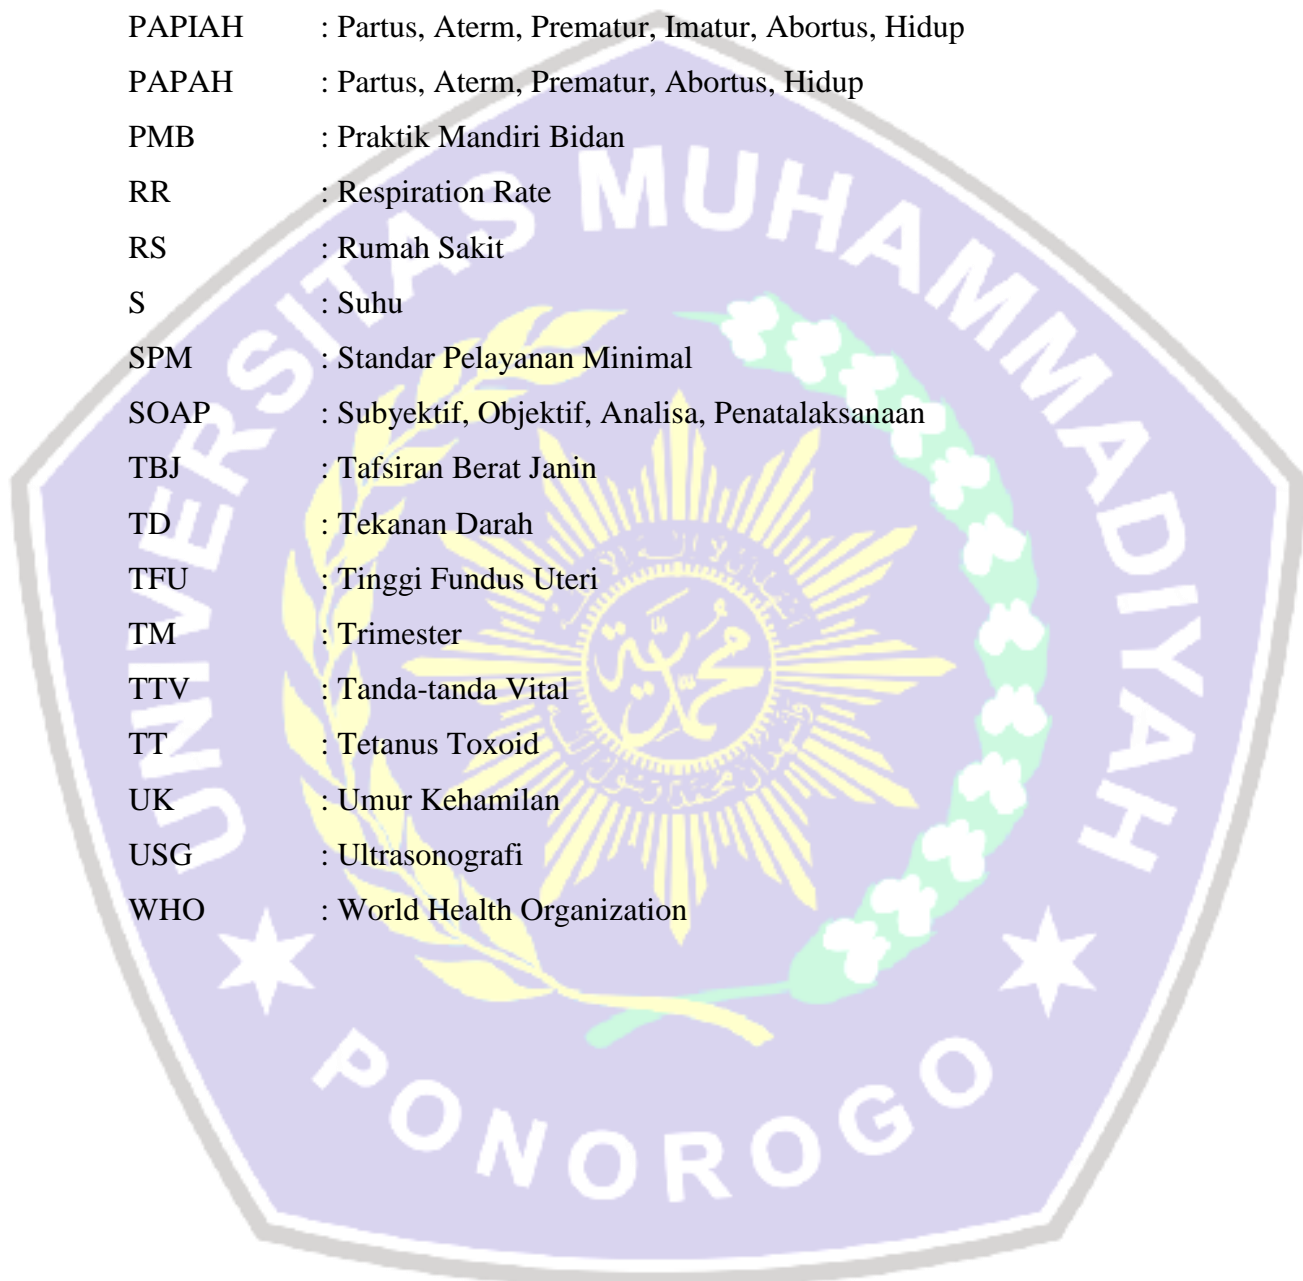 PAPIAH : Partus, Aterm, Prematur, Imatur, Abortus, Hidup
PAPAH : Partus, Aterm, Prematur, Abortus, Hidup
PMB : Praktik Mandiri Bidan
RR : Respiration Rate
RS : Rumah Sakit
S : Suhu
SPM : Standar Pelayanan Minimal
SOAP : Subyektif, Objektif, Analisa, Penatalaksanaan
TBJ : Tafsiran Berat Janin
TD : Tekanan Darah
TFU : Tinggi Fundus Uteri
TM : Trimester
TTV : Tanda-tanda Vital
TT : Tetanus Toxoid
UK : Umur Kehamilan
USG : Ultrasonografi
WHO : World Health Organization
UNIVERSITAS MUHAMMADIYAH
PONOROGO